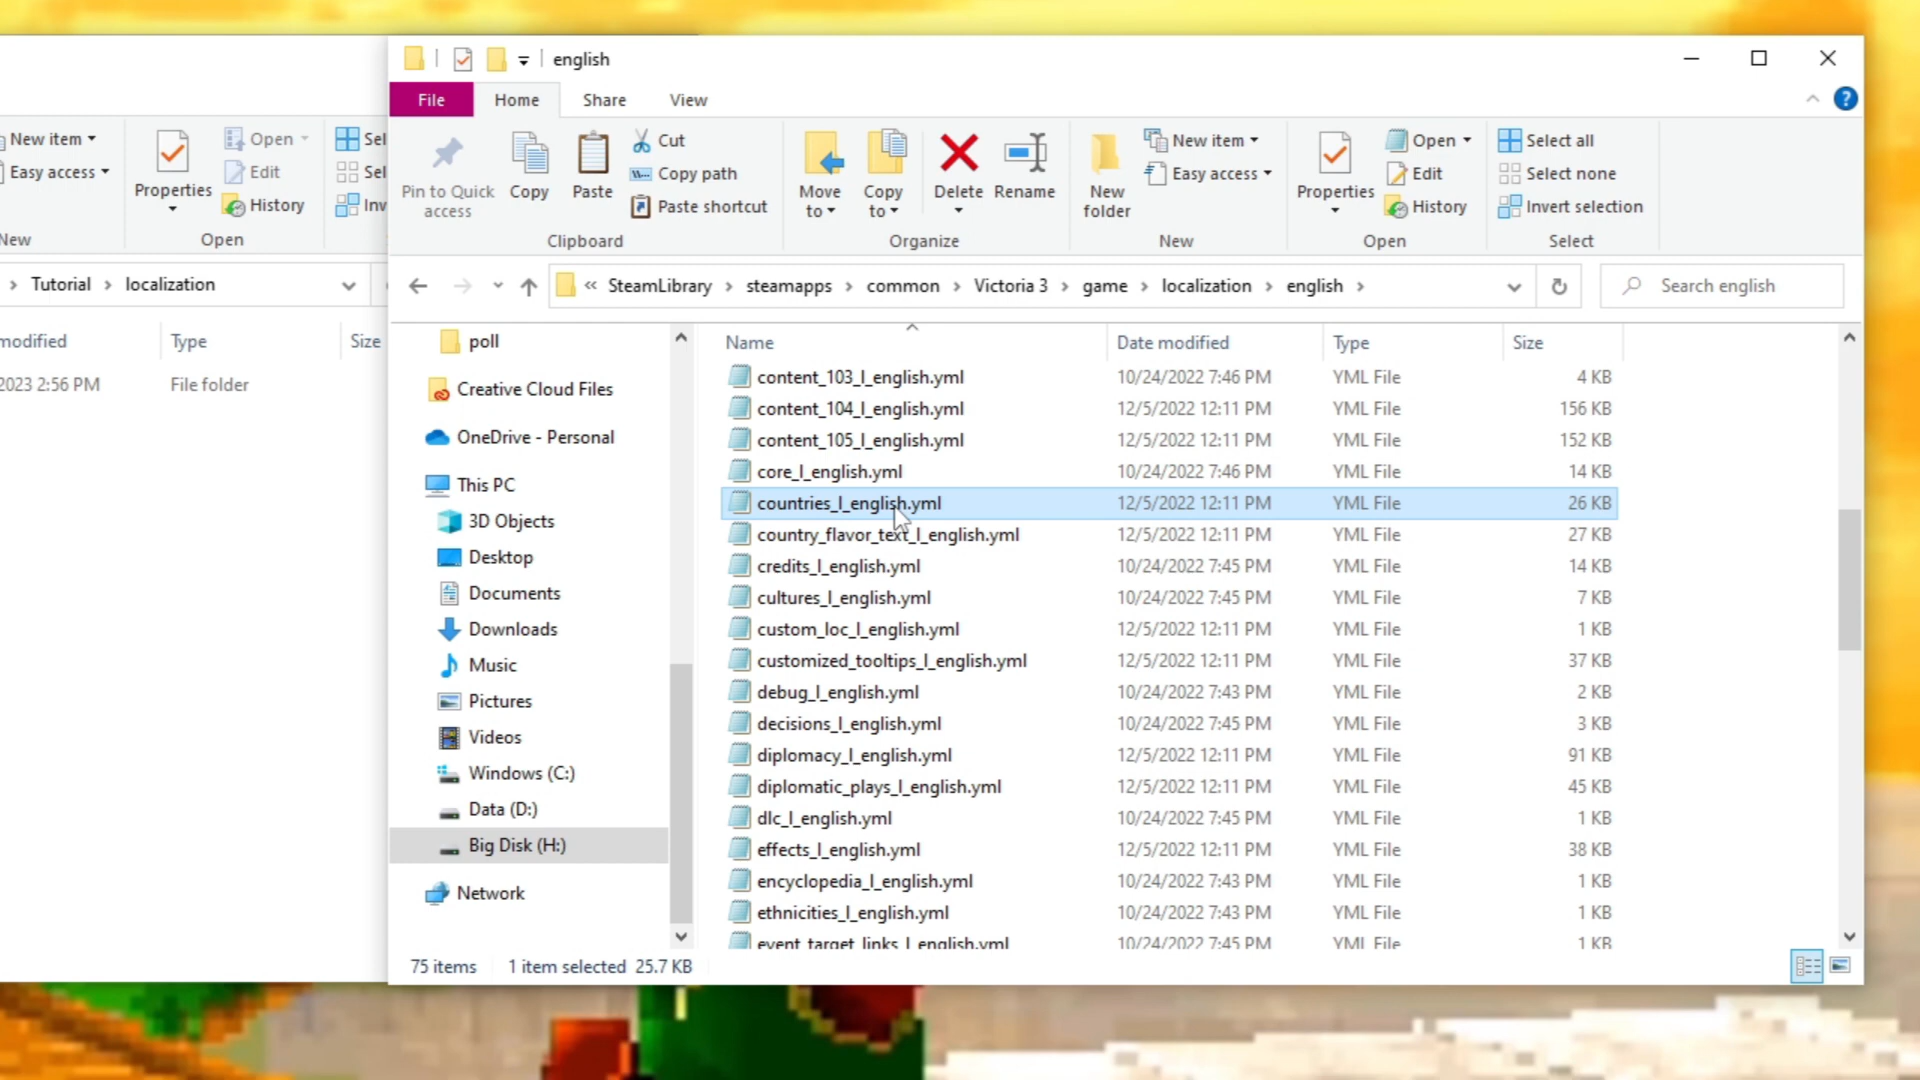 english
File Home Share View
New item
Easy access
Properties
Open
Edit
History
New
Open
Pin to Quick access
Copy
Paste
Cut
Copy path
Paste shortcut
Clipboard
Move to
Copy to
Delete
Rename
Organize
New folder
New item
Easy access
New
Properties
Open
Edit
History
Open
Select all
Select none
Invert selection
Select
Tutorial localization
« SteamLibrary steamapps common Victoria 3 game localization english
Search english
modified Type Size
2023 2:56 PM File folder
poll
Creative Cloud Files
OneDrive - Personal
This PC
3D Objects
Desktop
Documents
Downloads
Music
Pictures
Videos
Windows (C:)
Data (D:)
Big Disk (H:)
Network
Name Date modified Type Size
content_103_l_english.yml 10/24/2022 7:46 PM YML File 4 KB
content_104_l_english.yml 12/5/2022 12:11 PM YML File 156 KB
content_105_l_english.yml 12/5/2022 12:11 PM YML File 152 KB
core_l_english.yml 10/24/2022 7:46 PM YML File 14 KB
countries_l_english.yml 12/5/2022 12:11 PM YML File 26 KB
country_flavor_text_l_english.yml 12/5/2022 12:11 PM YML File 27 KB
credits_l_english.yml 10/24/2022 7:45 PM YML File 14 KB
cultures_l_english.yml 10/24/2022 7:45 PM YML File 7 KB
custom_loc_l_english.yml 12/5/2022 12:11 PM YML File 1 KB
customized_tooltips_l_english.yml 12/5/2022 12:11 PM YML File 37 KB
debug_l_english.yml 10/24/2022 7:43 PM YML File 2 KB
decisions_l_english.yml 10/24/2022 7:45 PM YML File 3 KB
diplomacy_l_english.yml 12/5/2022 12:11 PM YML File 91 KB
diplomatic_plays_l_english.yml 12/5/2022 12:11 PM YML File 45 KB
dlc_l_english.yml 10/24/2022 7:45 PM YML File 1 KB
effects_l_english.yml 12/5/2022 12:11 PM YML File 38 KB
encyclopedia_l_english.yml 10/24/2022 7:43 PM YML File 1 KB
ethnicities_l_english.yml 10/24/2022 7:43 PM YML File 1 KB
event_target_links_l_english.yml 10/24/2022 7:45 PM YML File 1 KB
75 items 1 item selected 25.7 KB